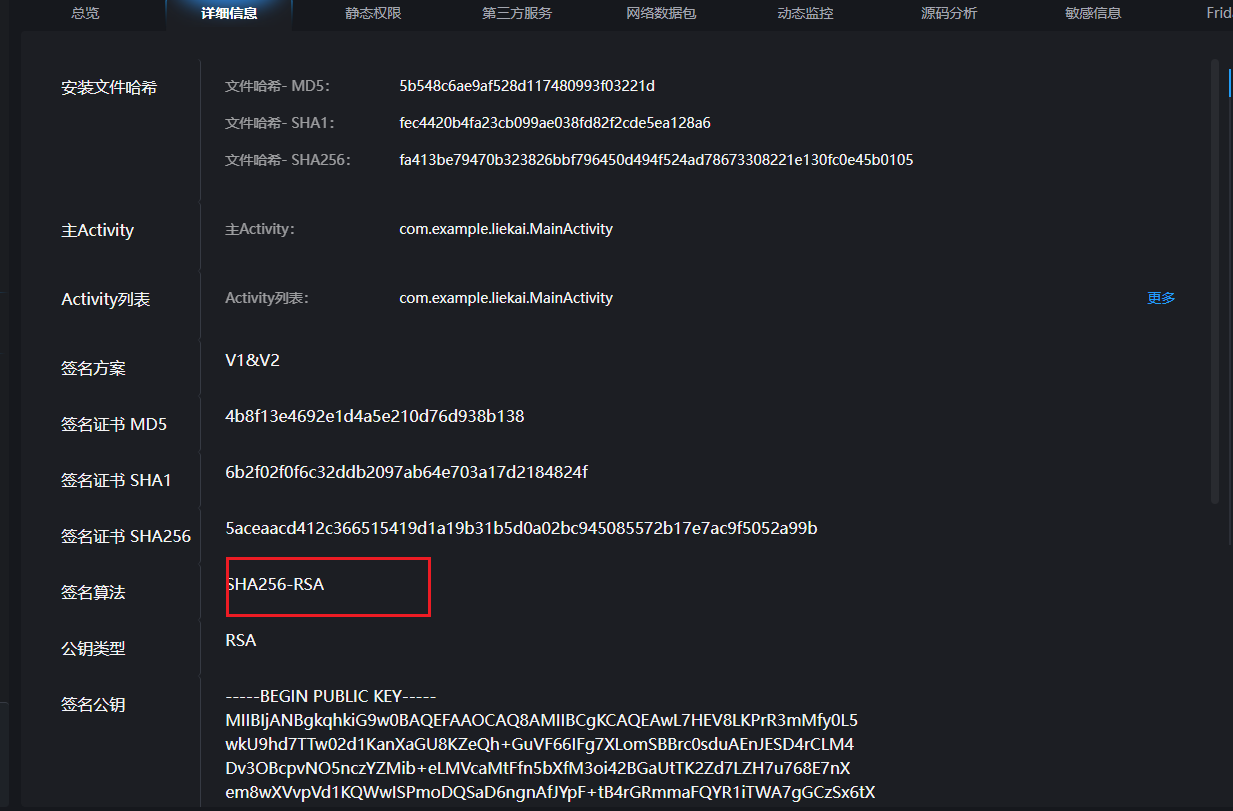 总览 详细信息 静态权限 第三方服务 网络数据包 动态监控 源码分析 敏感信息 Frid
安装文件哈希 文件哈希- MD5: 5b548c6ae9af528d117480993f03221d
文件哈希- SHA1: fec4420b4fa23cb099ae038fd82f2cde5ea128a6
文件哈希- SHA256: fa413be79470b323826bbf796450d494f524ad78673308221e130fc0e45b0105
主Activity 主Activity: com.example.liekai.MainActivity
Activity列表 Activity列表: com.example.liekai.MainActivity 更多
签名方案 V1&V2
签名证书 MD5 4b8f13e4692e1d4a5e210d76d938b138
签名证书 SHA1 6b2f02f0f6c32ddb2097ab64e703a17d2184824f
签名证书 SHA256 5aceaacd412c366515419d1a19b31b5d0a02bc945085572b17e7ac9f5052a99b
签名算法 SHA256-RSA
公钥类型 RSA
签名公钥 -----BEGIN PUBLIC KEY-----
MIIBIjANBgkqhkiG9w0BAQEFAAOCAQ8AMIIBCgKCAQEAwL7HEV8LKPrR3mMfy0L5
wkU9hd7TTw02d1KanXaGU8KZeQh+GuVF66IFg7XLomSBBrc0sduAEnJESD4rCLM4
Dv3OBcpvNO5nczYZMib+eLMVcaMtFfn5bXfM3oi42BGaUtTK2Zd7LZH7u768E7nX
em8wXVvpVd1KQWwISPmoDQSaD6ngnAfJYpF+tB4rGRmmaFQYR1iTWA7gGCzSx6tX